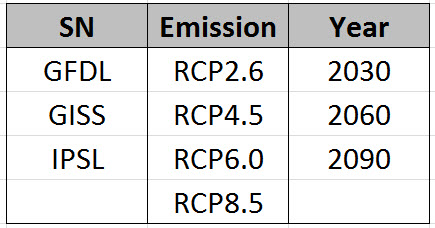 SN Emission Year
GFDL RCP2.6 2030
GISS RCP4.5 2060
IPSL RCP6.0 2090
RCP8.5